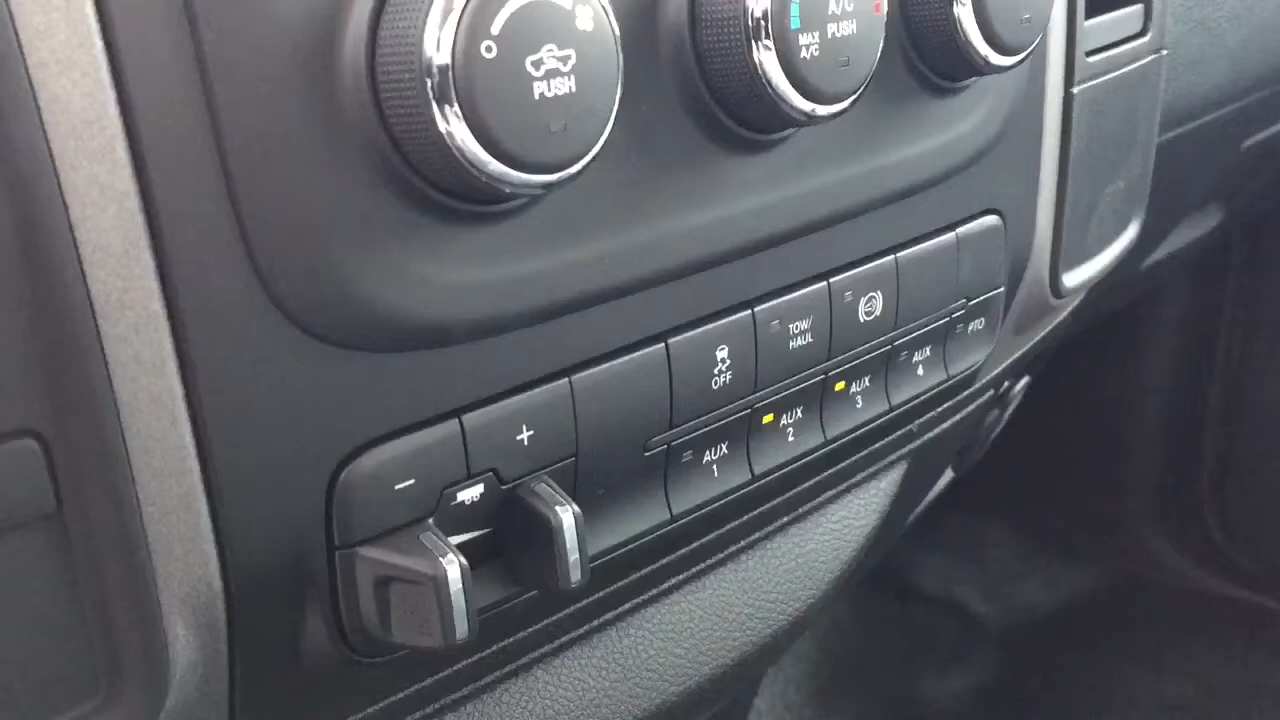 PUSH
A/C
PUSH
MAX
A/C
OFF
TOW/
HAUL
- +
AUX
1
AUX
2
AUX
3
AUX
4
PTO